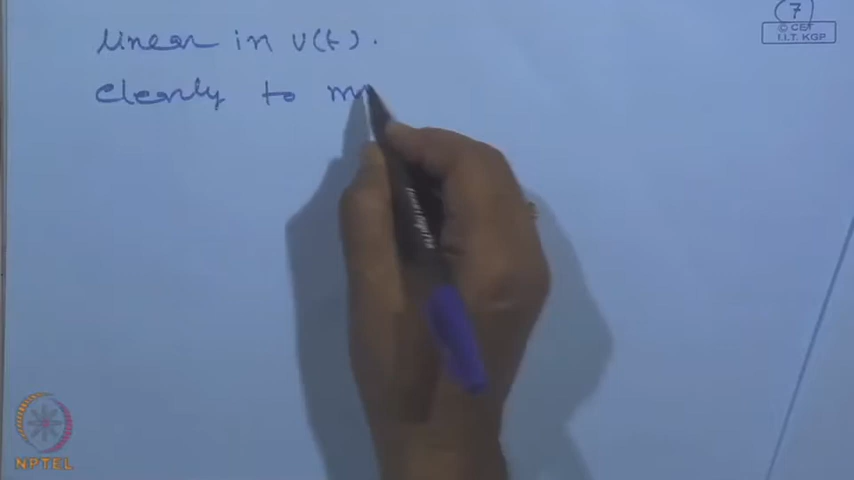 linear in v(t).
Clearly to m
7
© CET
I.I.T. KGP
NPTEL